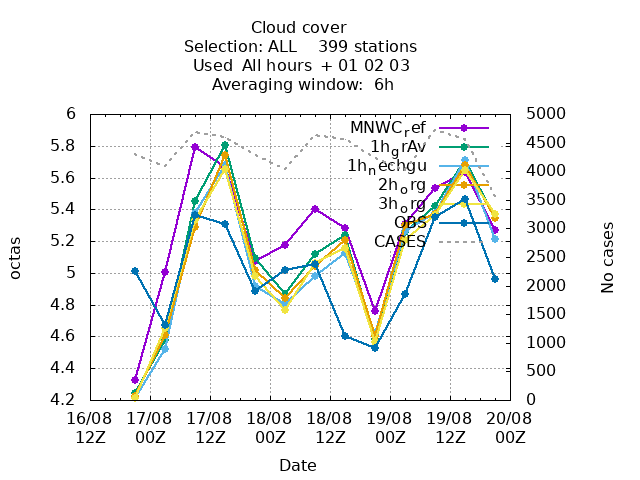 Cloud cover
Selection: ALL    399 stations
Used  All hours  + 01 02 03
Averaging window:  6h
6
5.8
5.6
5.4
5.2
5
4.8
4.6
4.4
4.2
octas
5000
4500
4000
3500
3000
2500
2000
1500
1000
500
0
No cases
MNWC_ref
1h_grAv
1h_nechgu
2h_org
3h_org
OBS
CASES
16/08 17/08 17/08 18/08 18/08 19/08 19/08 20/08
12Z 00Z 12Z 00Z 12Z 00Z 12Z 00Z
Date